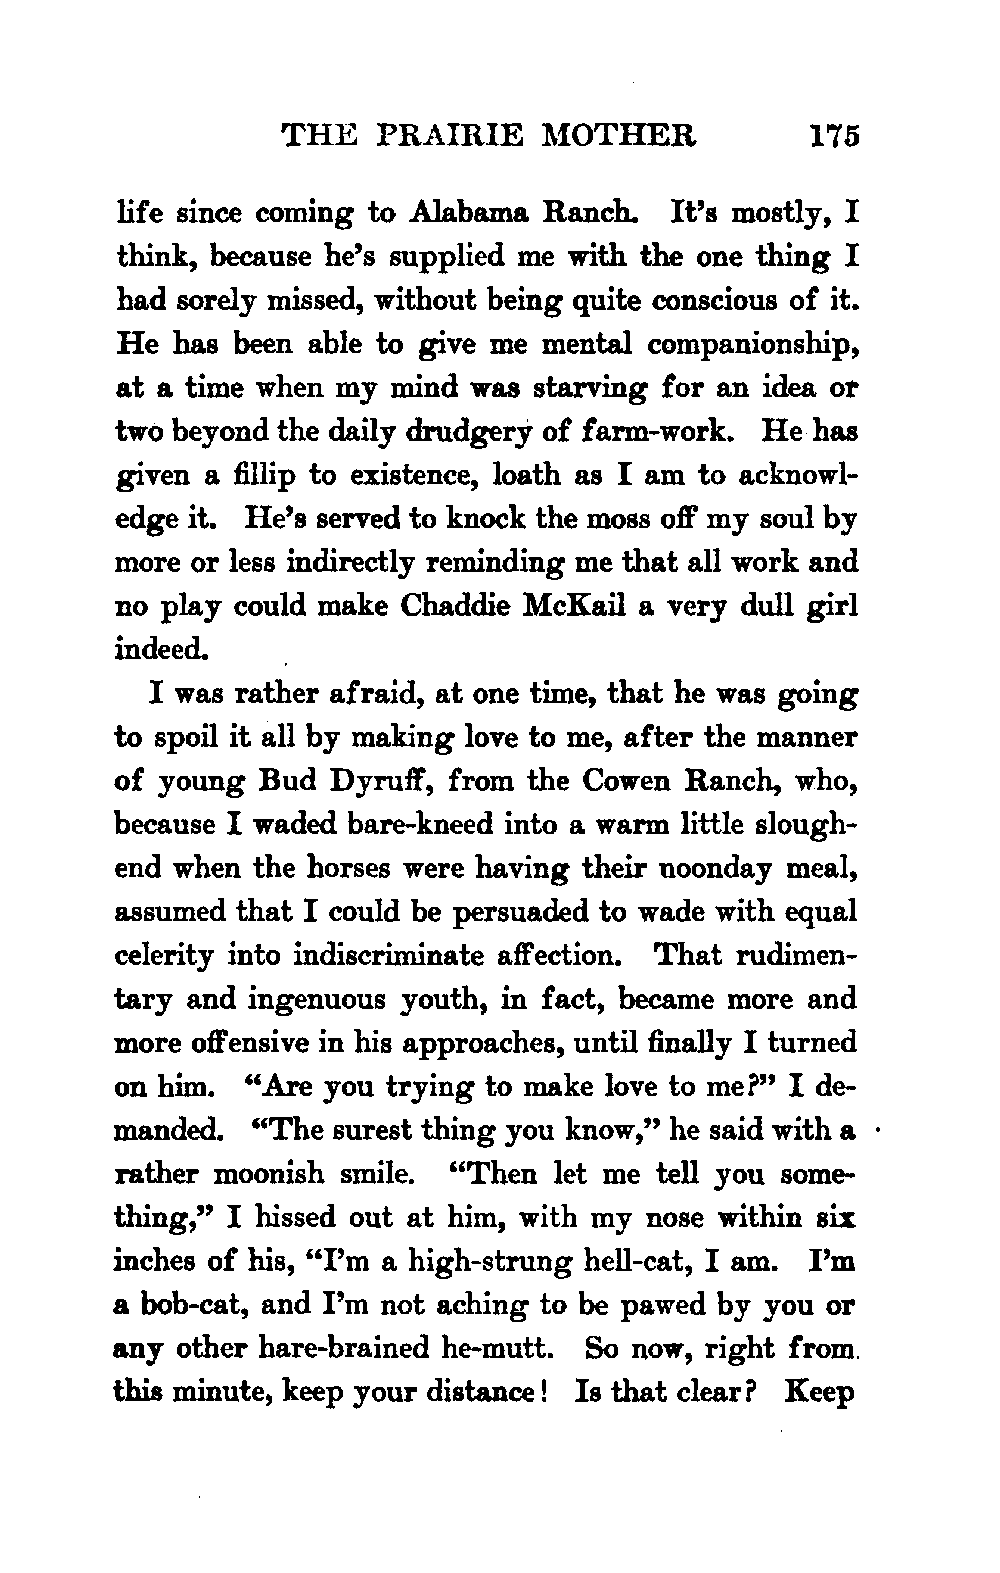 THE PRAIRIE MOTHER 175
life since coming to Alabama Ranch. It's mostly, I
think, because he's supplied me with the one thing I
had sorely missed, without being quite conscious of it.
He has been able to give me mental companionship,
at a time when my mind was starving for an idea or
two beyond the daily drudgery of farm-work. He has
given a fillip to existence, loath as I am to acknowl-
edge it. He's served to knock the moss off my soul by
more or less indirectly reminding me that all work and
no play could make Chaddie McKail a very dull girl
indeed.
I was rather afraid, at one time, that he was going
to spoil it all by making love to me, after the manner
of young Bud Dyruff, from the Cowen Ranch, who,
because I waded bare-kneed into a warm little slough-
end when the horses were having their noonday meal,
assumed that I could be persuaded to wade with equal
celerity into indiscriminate affection. That rudimen-
tary and ingenuous youth, in fact, became more and
more offensive in his approaches, until finally I turned
on him. “Are you trying to make love to me?” I de-
manded. “The surest thing you know,” he said with a
rather moonish smile. “Then let me tell you some-
thing,” I hissed out at him, with my nose within six
inches of his, “I'm a high-strung hell-cat, I am. I'm
a bob-cat, and I'm not aching to be pawed by you or
any other hare-brained he-mutt. So now, right from
this minute, keep your distance! Is that clear? Keep